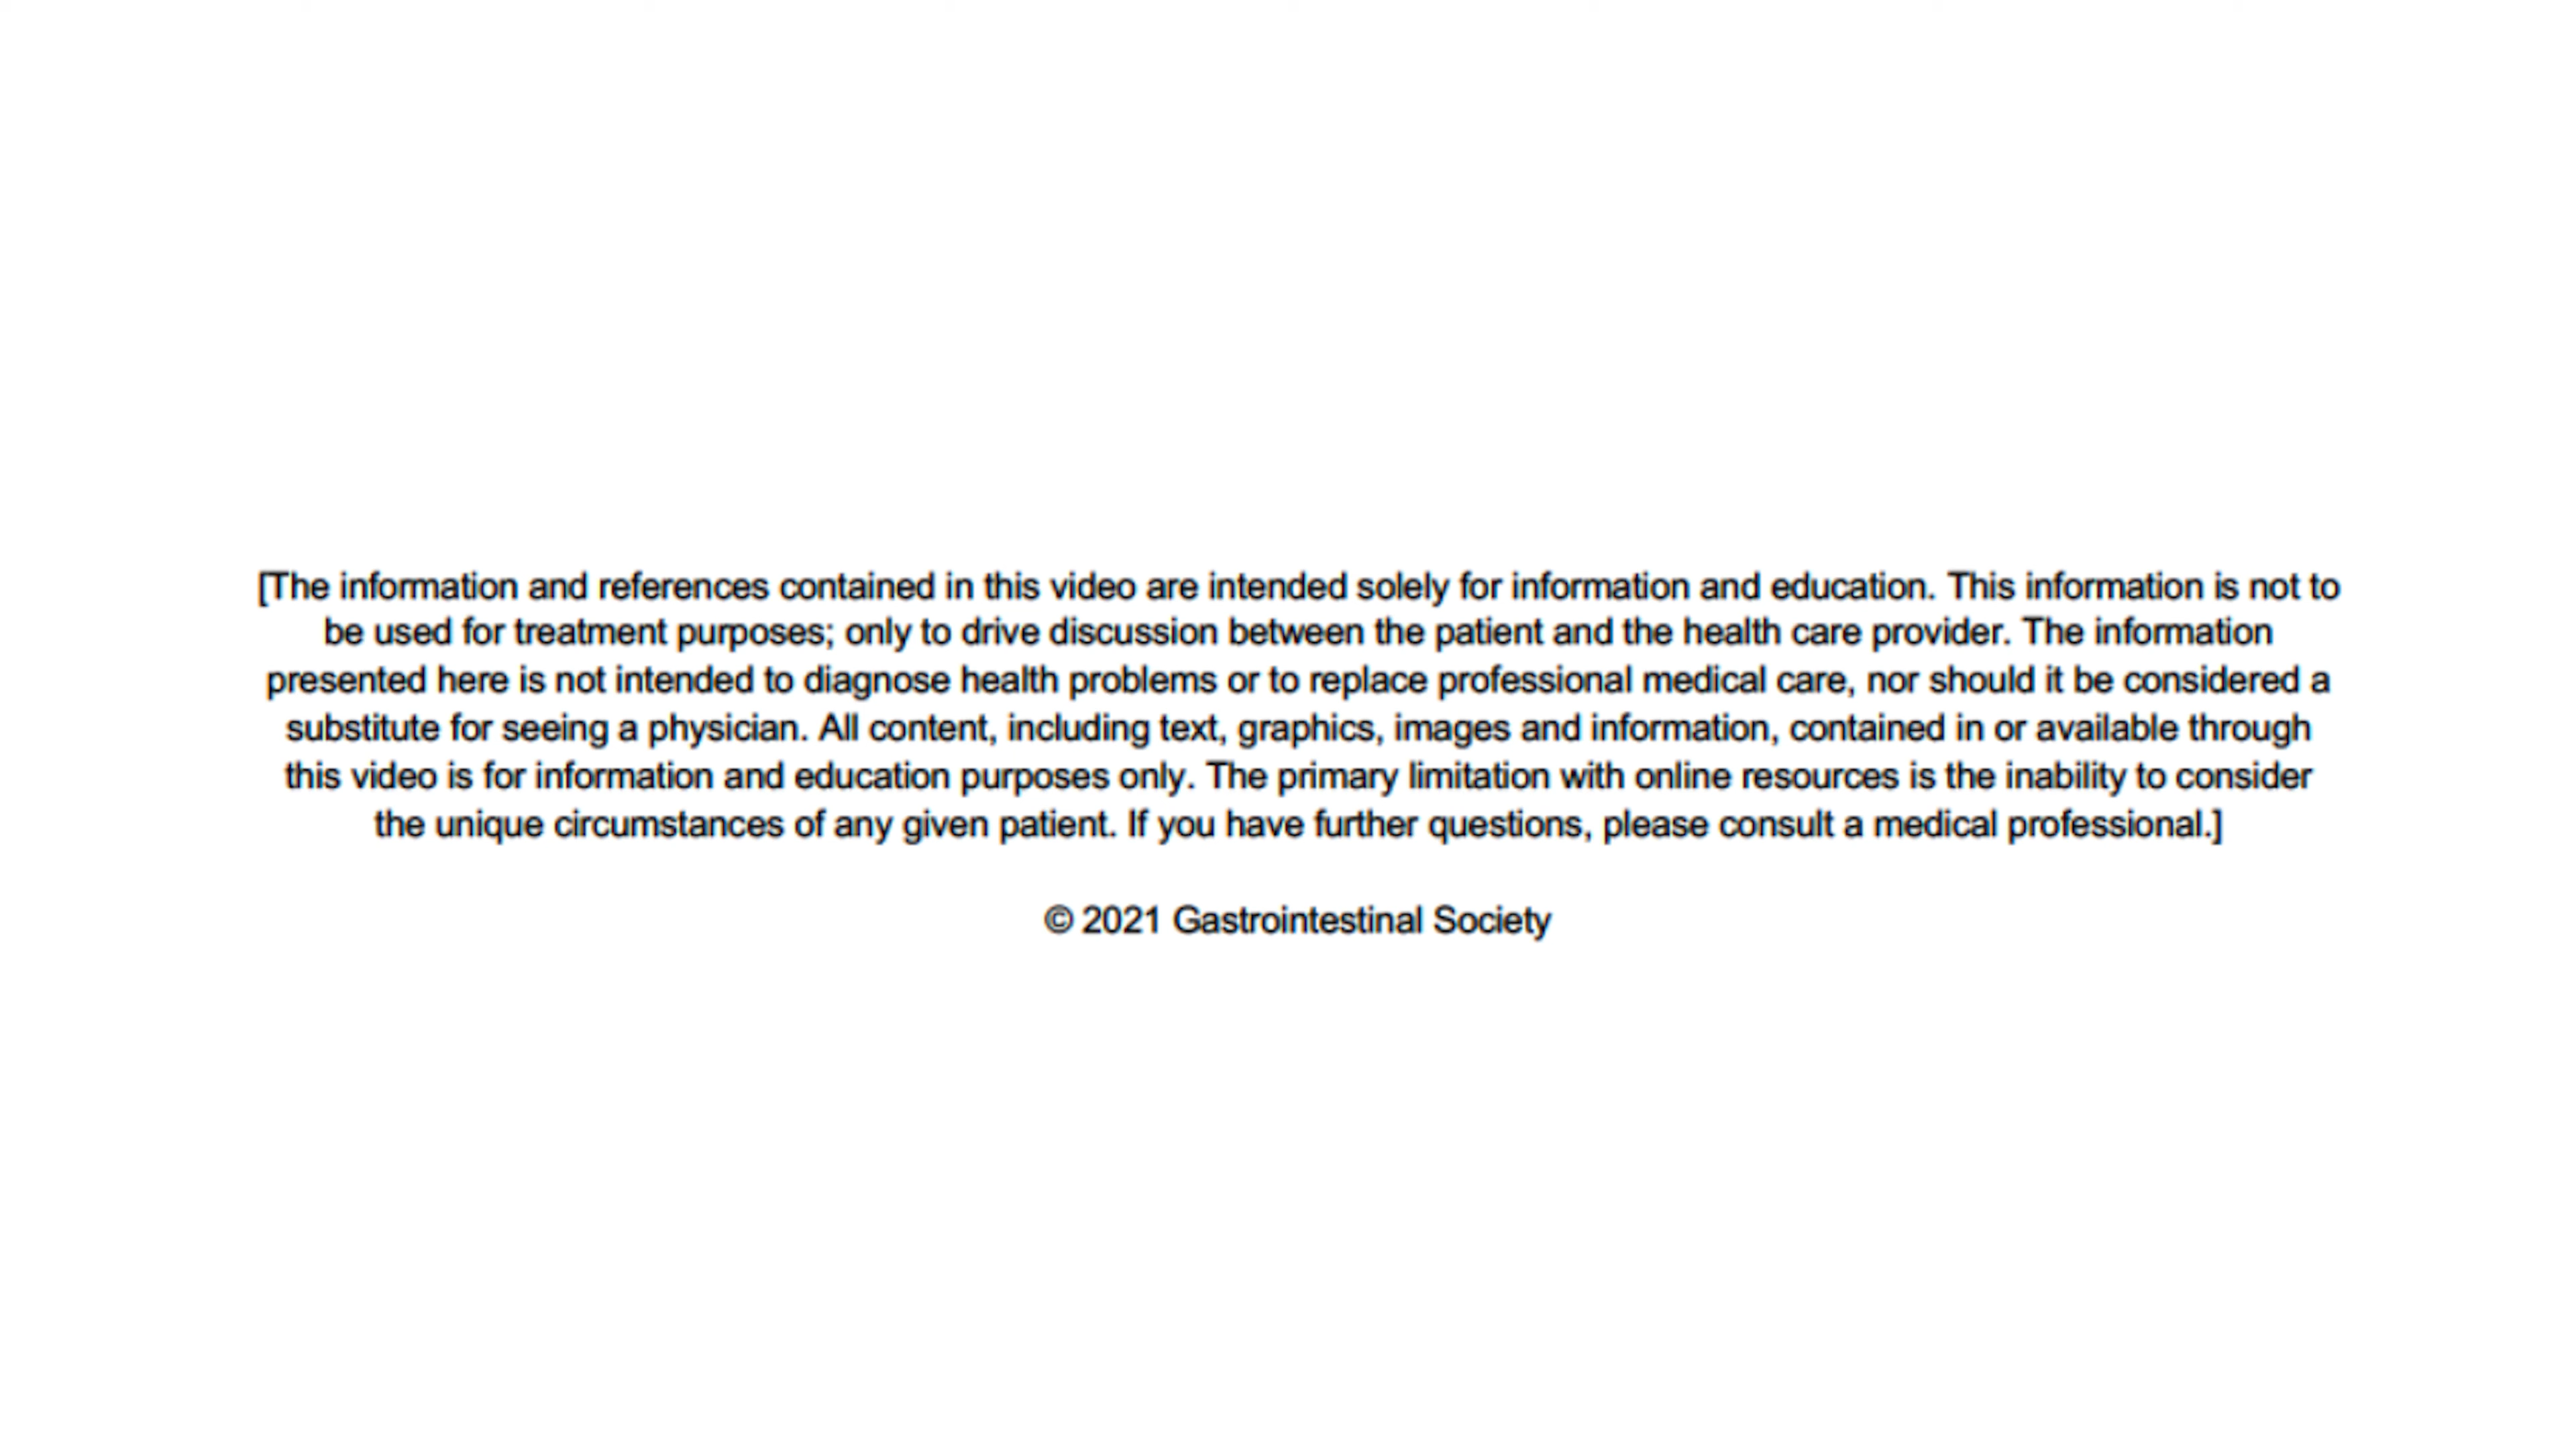 [The information and references contained in this video are intended solely for information and education. This information is not to
be used for treatment purposes; only to drive discussion between the patient and the health care provider. The information
presented here is not intended to diagnose health problems or to replace professional medical care, nor should it be considered a
substitute for seeing a physician. All content, including text, graphics, images and information, contained in or available through
this video is for information and education purposes only. The primary limitation with online resources is the inability to consider
the unique circumstances of any given patient. If you have further questions, please consult a medical professional.]
© 2021 Gastrointestinal Society